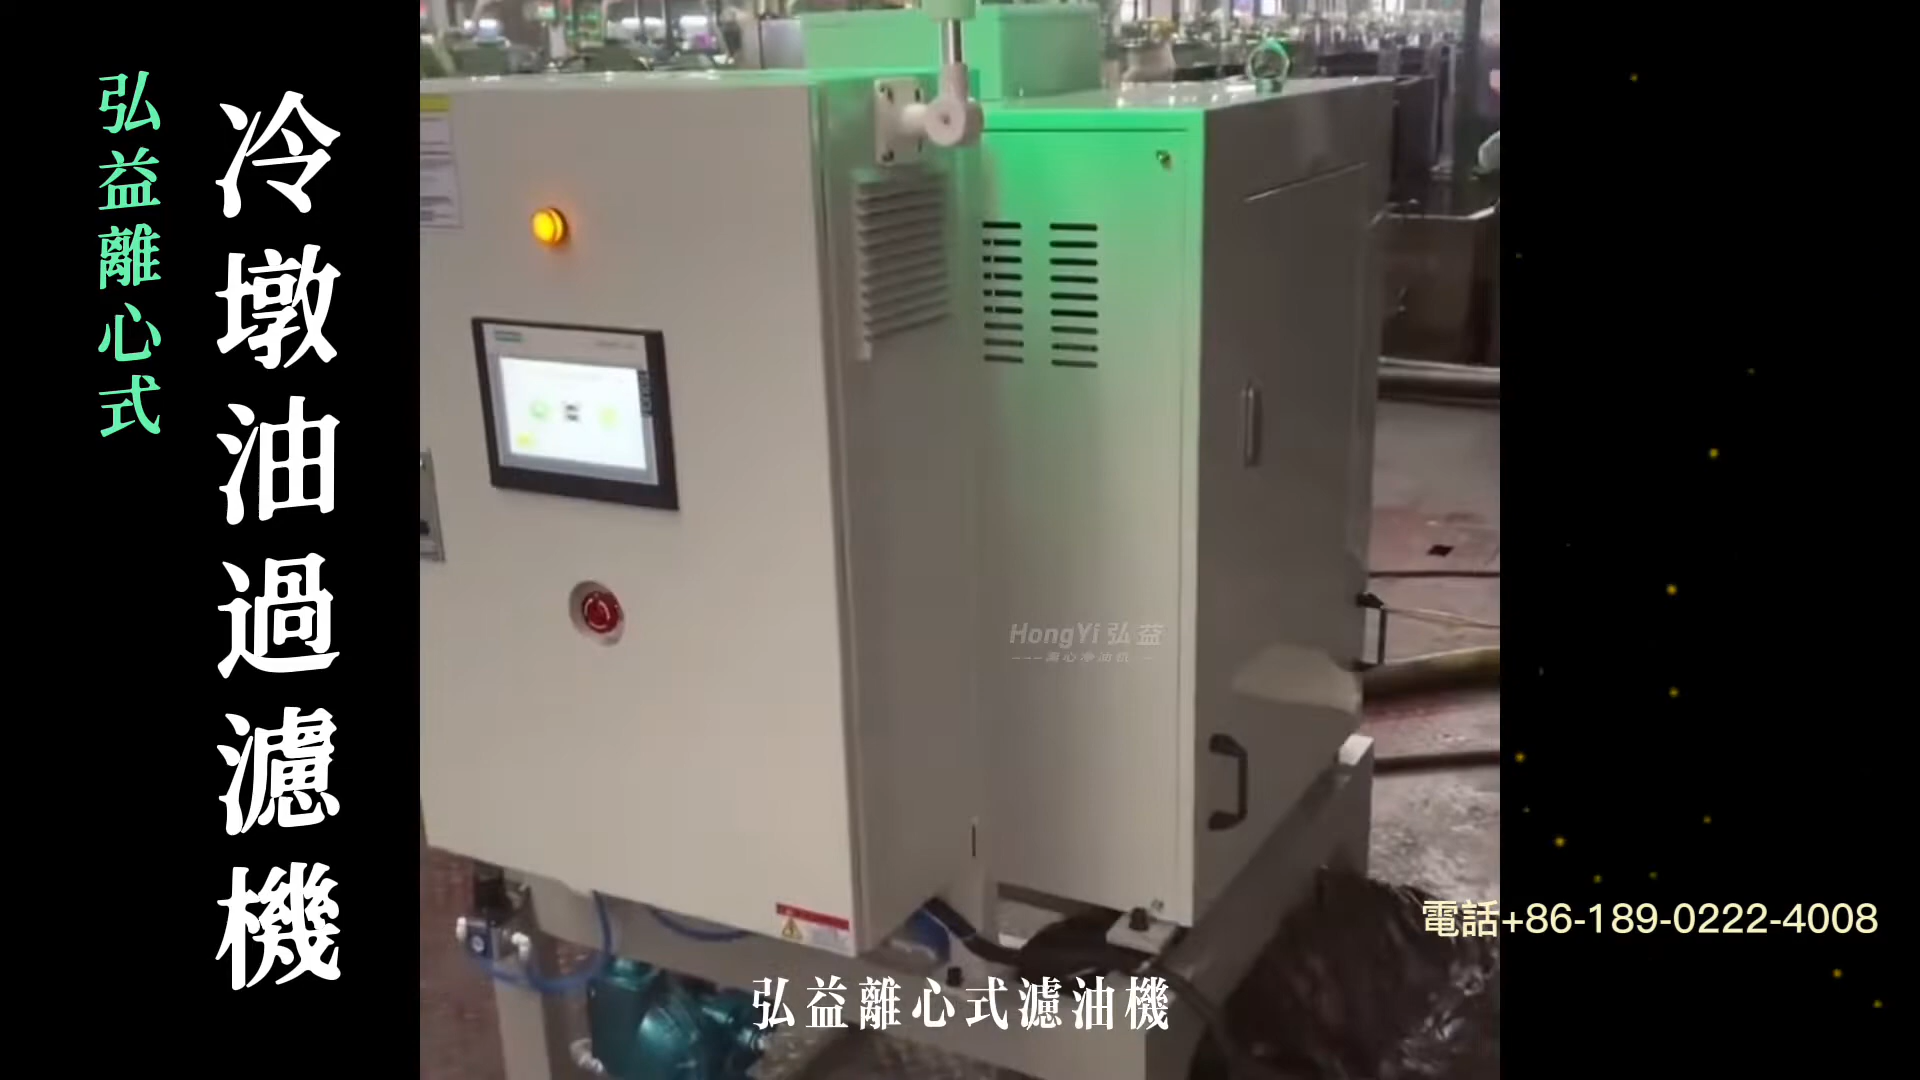 弘益離心式
冷墩油過濾機
HongYi 弘益
電話+86-189-0222-4008
弘益離心式濾油機